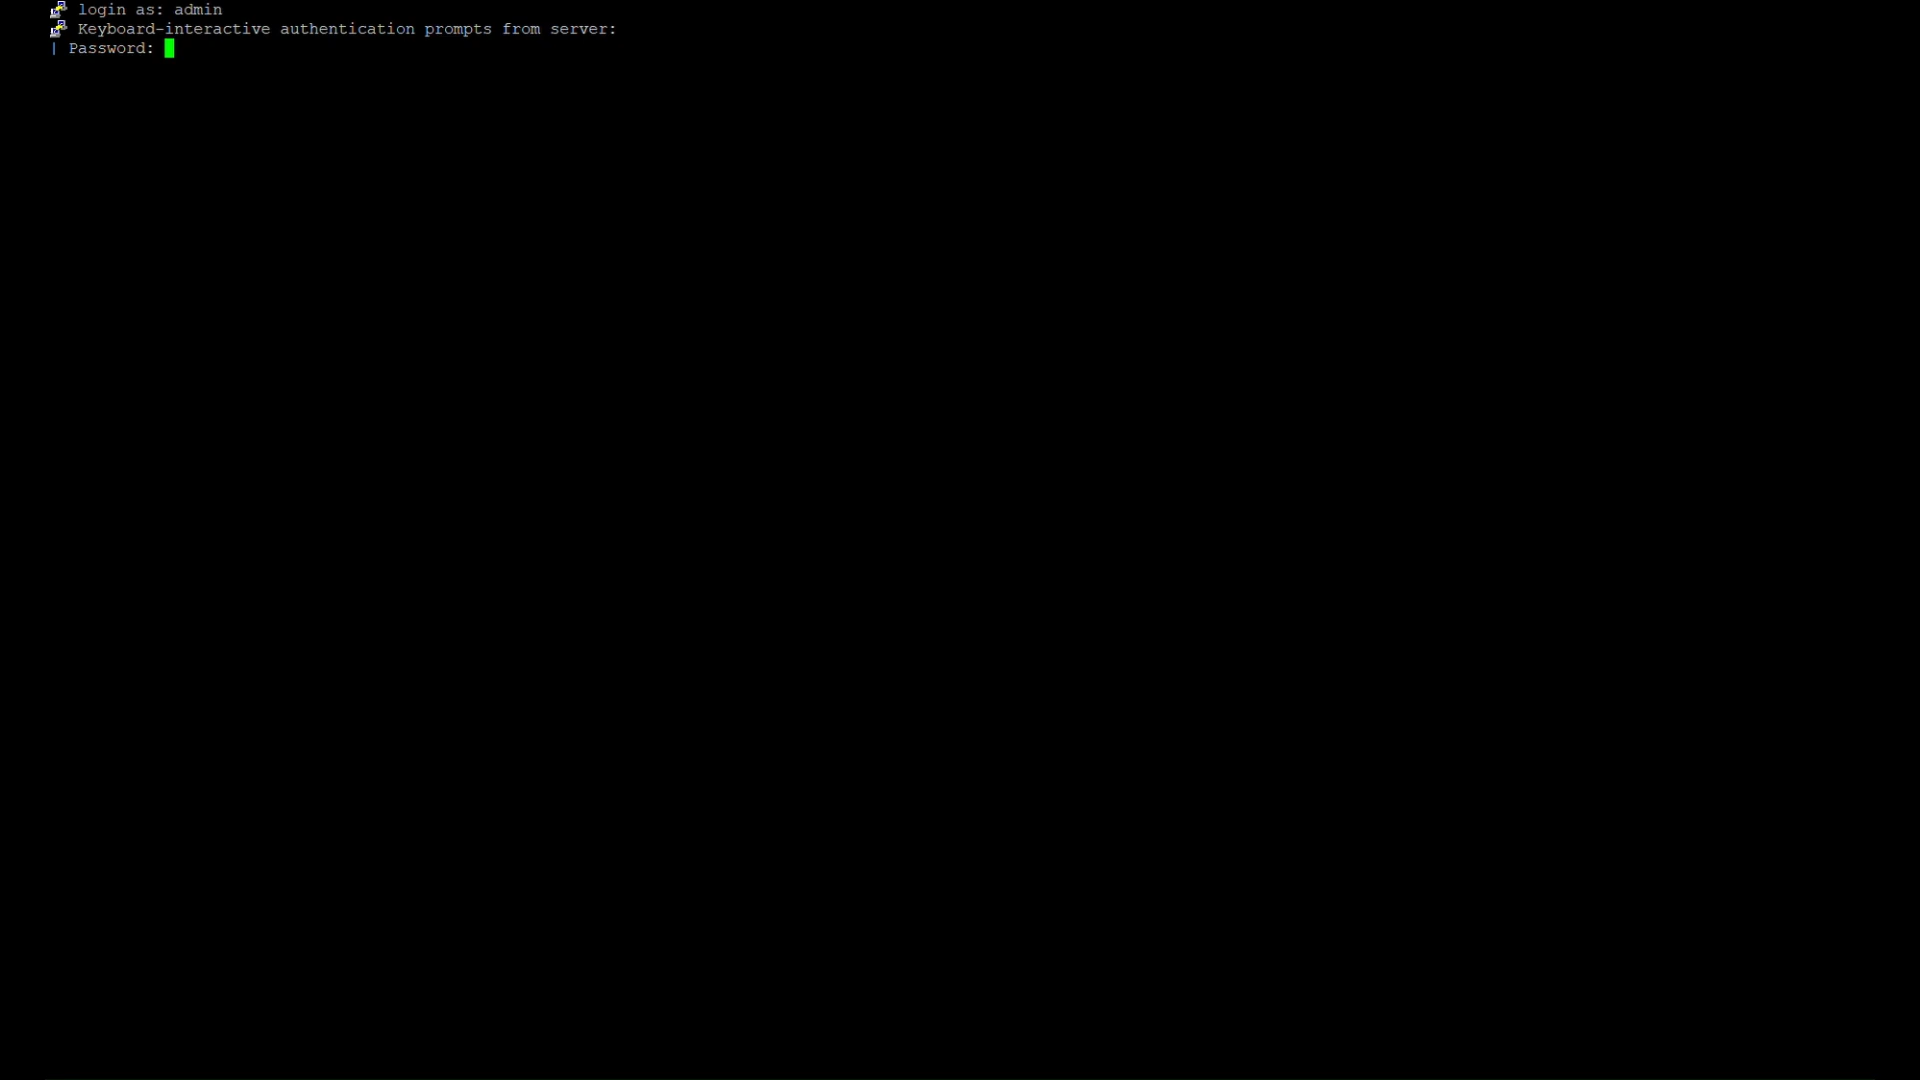 login as: admin
Keyboard-interactive authentication prompts from server:
| Password: